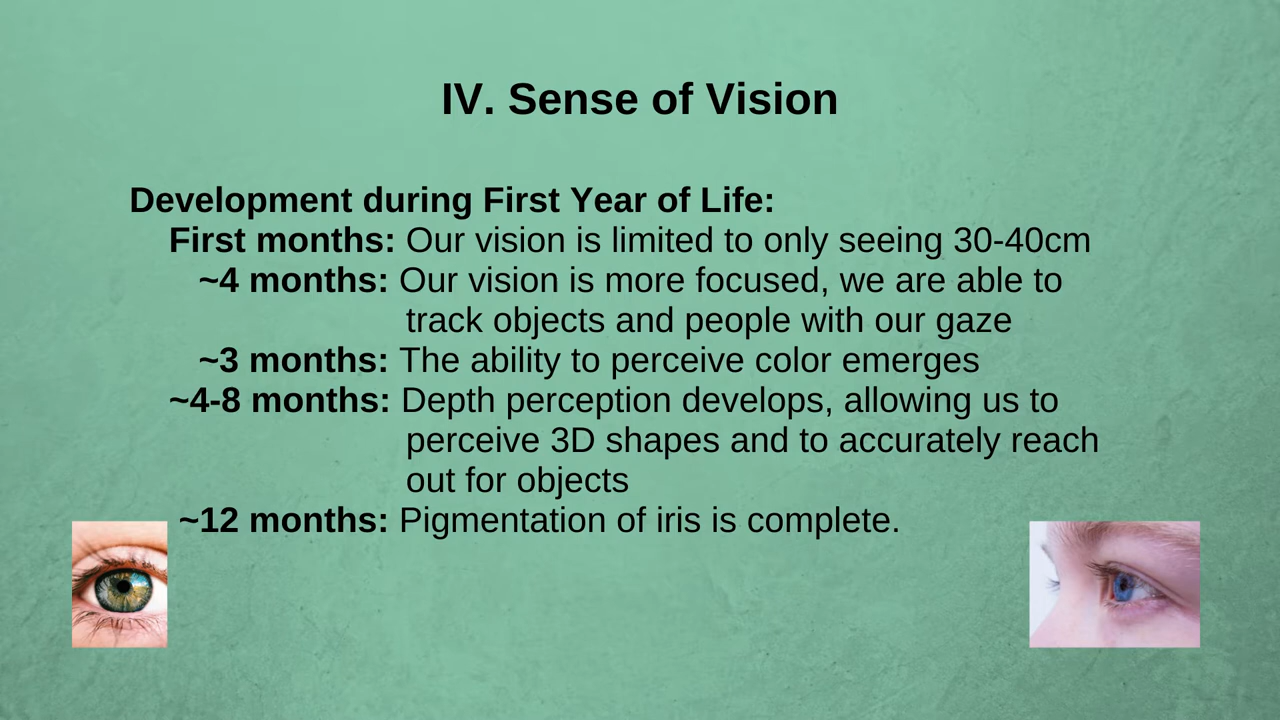 IV. Sense of Vision
Development during First Year of Life:
First months: Our vision is limited to only seeing 30-40cm
~4 months: Our vision is more focused, we are able to
track objects and people with our gaze
~3 months: The ability to perceive color emerges
~4-8 months: Depth perception develops, allowing us to
perceive 3D shapes and to accurately reach
out for objects
~12 months: Pigmentation of iris is complete.